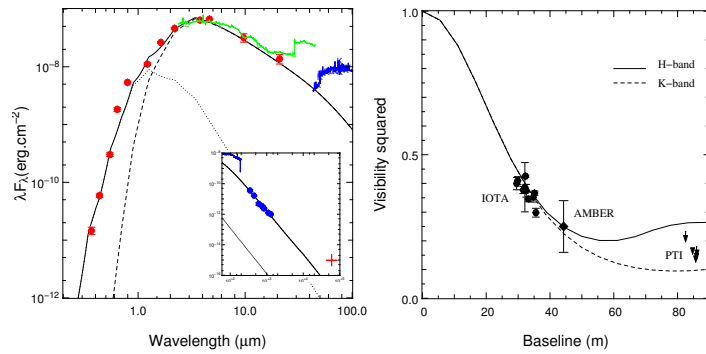 λFλ(erg.cm⁻²)
10⁻⁸
10⁻¹⁰
10⁻¹²
1.0
10.0
100.0
Wavelength (μm)
Visibility squared
1.0
0.5
0.0
0
20
40
60
80
Baseline (m)
H−band
K−band
IOTA
AMBER
PTI